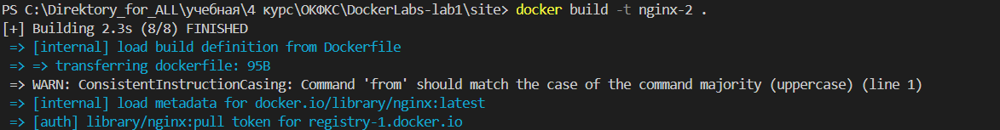 PS C:\Direktory_for_ALL\учебная\4 курс\ОКФКС\DockerLabs-lab1\site> docker build -t nginx-2 .
[+] Building 2.3s (8/8) FINISHED
=> [internal] load build definition from Dockerfile
=> => transferring dockerfile: 95B
=> WARN: ConsistentInstructionCasing: Command 'from' should match the case of the command majority (uppercase) (line 1)
=> [internal] load metadata for docker.io/library/nginx:latest
=> [auth] library/nginx:pull token for registry-1.docker.io